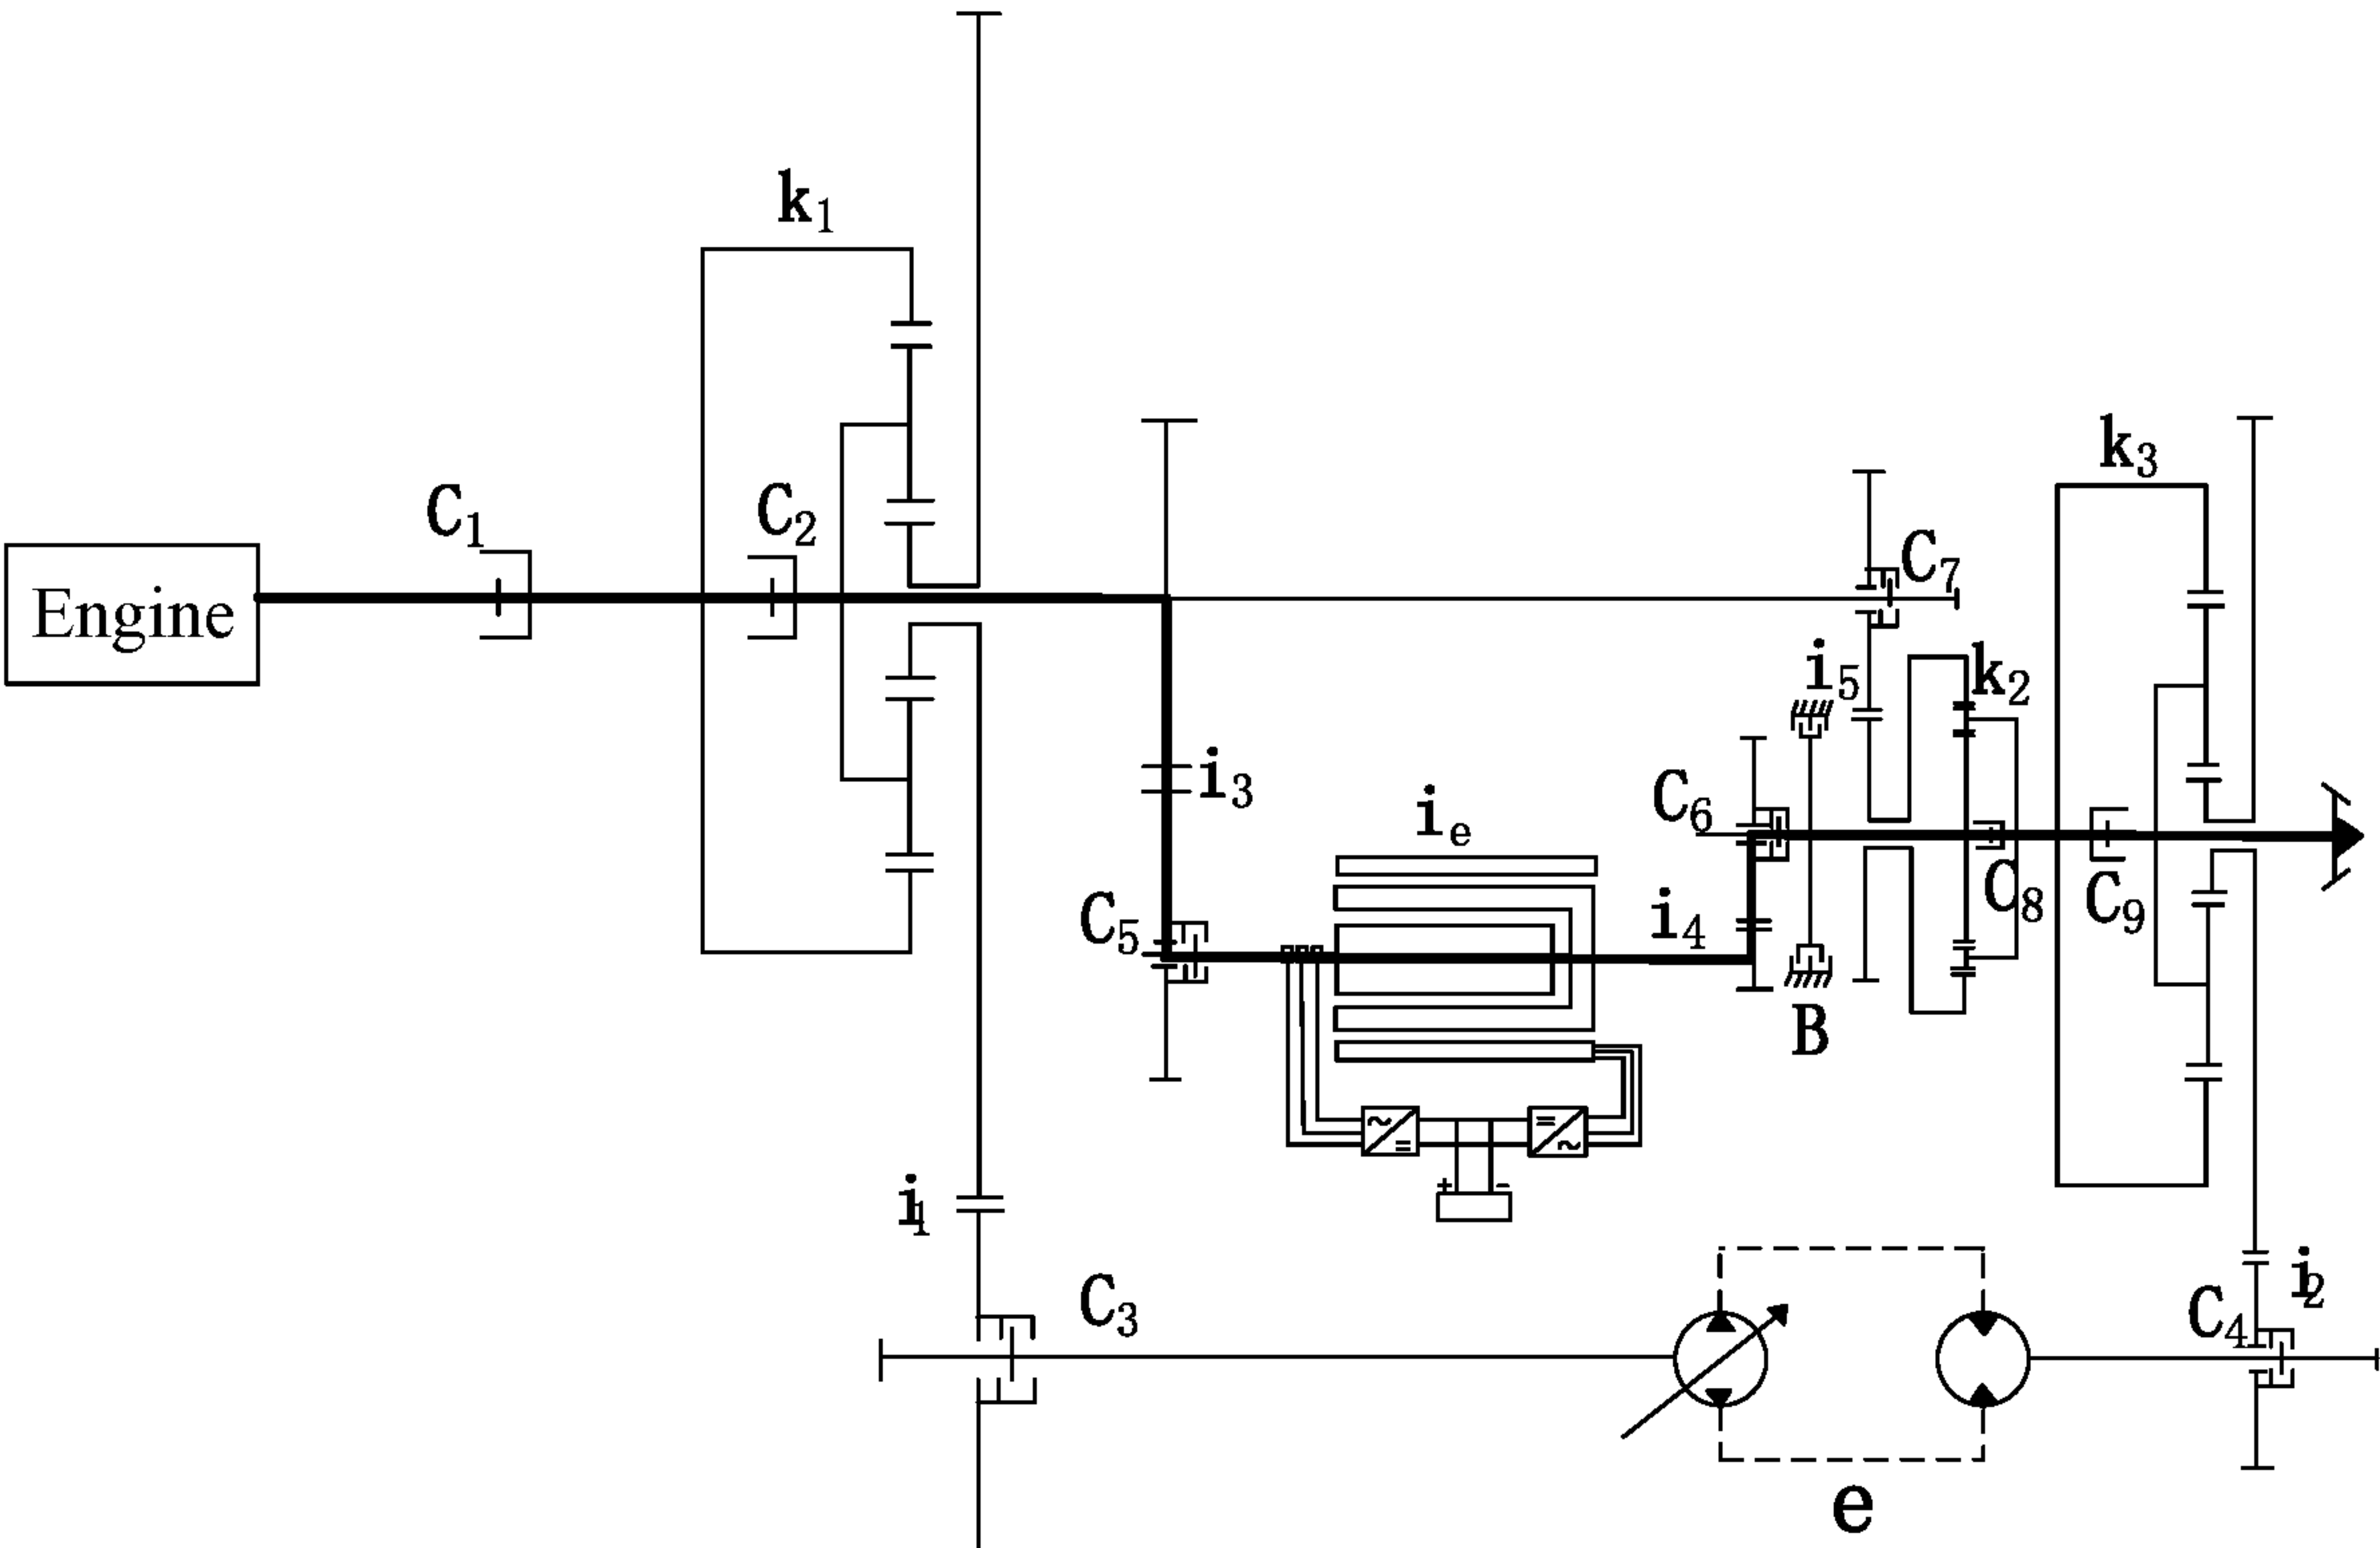 k1
k3
C1
C2
C7
Engine
i5
k2
i3
C6
ie
C8
C9
C5
i4
B
+
-
i1
C3
i2
C4
e